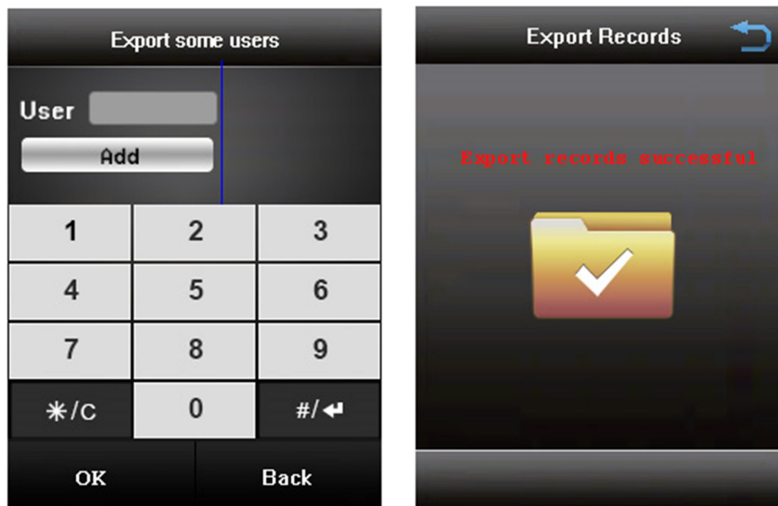 Export some users
User
Add
1 2 3
4 5 6
7 8 9
*/C 0 #/↵
OK Back
Export Records
Export records successful